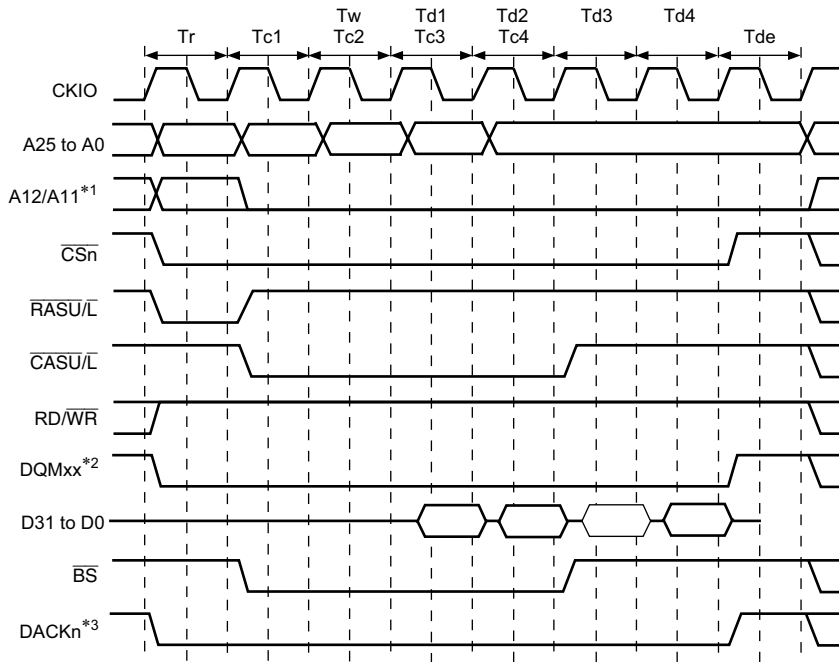 Tw Td1 Td2 Td3 Td4
Tr Tc1 Tc2 Tc3 Tc4 Tde
CKIO
A25 to A0
A12/A11*1
CSn
RASU/L
CASU/L
RD/WR
DQMxx*2
D31 to D0
BS
DACKn*3